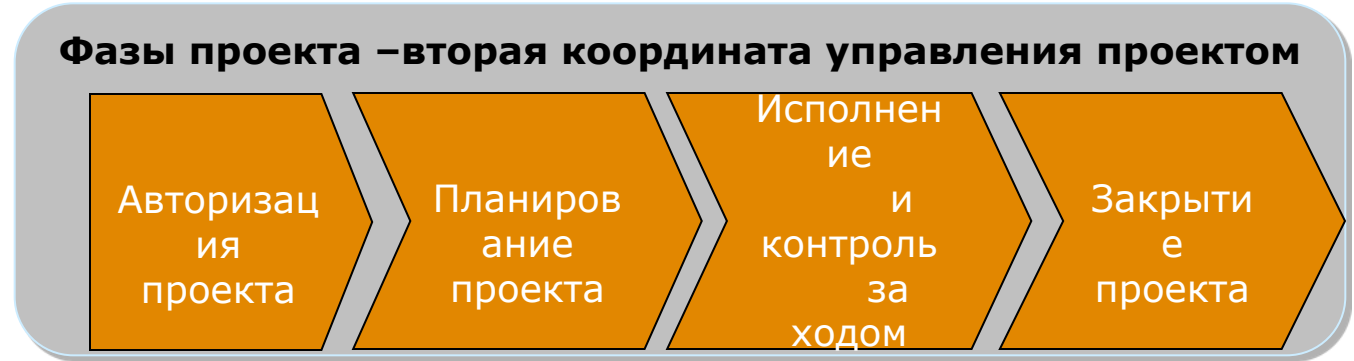 Фазы проекта –вторая координата управления проектом
Авторизац
ия
проекта
Планиров
ание
проекта
Исполнен
ие
и
контроль
за
ходом
Закрыти
е
проекта